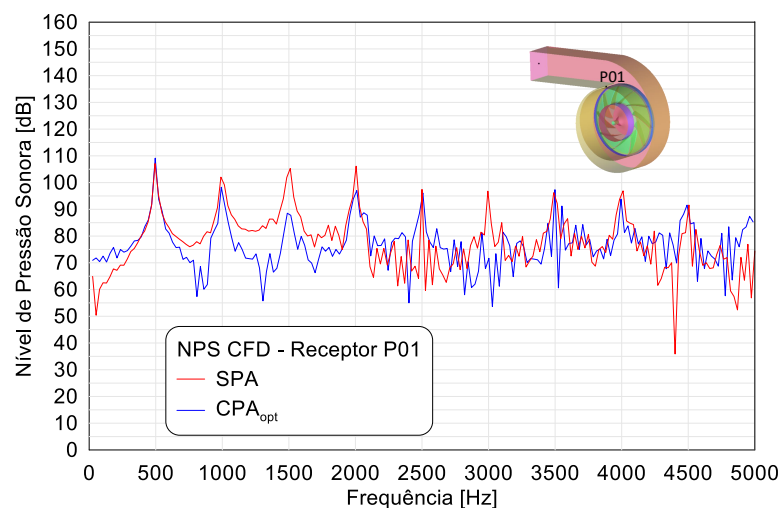 160
150
140
130
120
110
100
90
80
70
60
50
40
30
20
10
0
Nível de Pressão Sonora [dB]
P01
NPS CFD - Receptor P01
SPA
CPAopt
0 500 1000 1500 2000 2500 3000 3500 4000 4500 5000
Frequência [Hz]